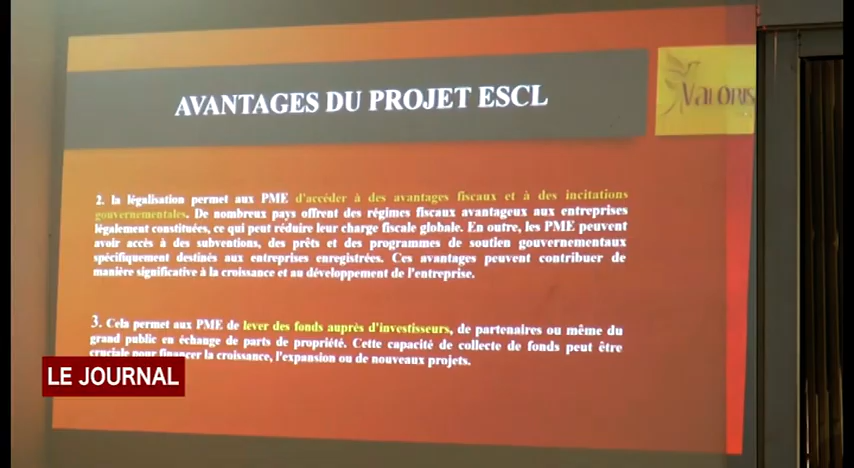 AVANTAGES DU PROJET ESCL
VALORIS
2. la légalisation permet aux PME d'accéder à des avantages fiscaux et à des incitations
gouvernementales. De nombreux pays offrent des régimes fiscaux avantageux aux entreprises
légalement constituées, ce qui peut réduire leur charge fiscale globale. En outre, les PME peuvent
avoir accès à des subventions, des prêts et des programmes de soutien gouvernementaux
spécifiquement destinés aux entreprises enregistrées. Ces avantages peuvent contribuer de
manière significative à la croissance et au développement de l'entreprise.
3. Cela permet aux PME de lever des fonds auprès d'investisseurs, de partenaires ou même du
grand public en échange de parts de propriété. Cette capacité de collecte de fonds peut être
cruciale pour financer la croissance, l'expansion ou de nouveaux projets.
LE JOURNAL